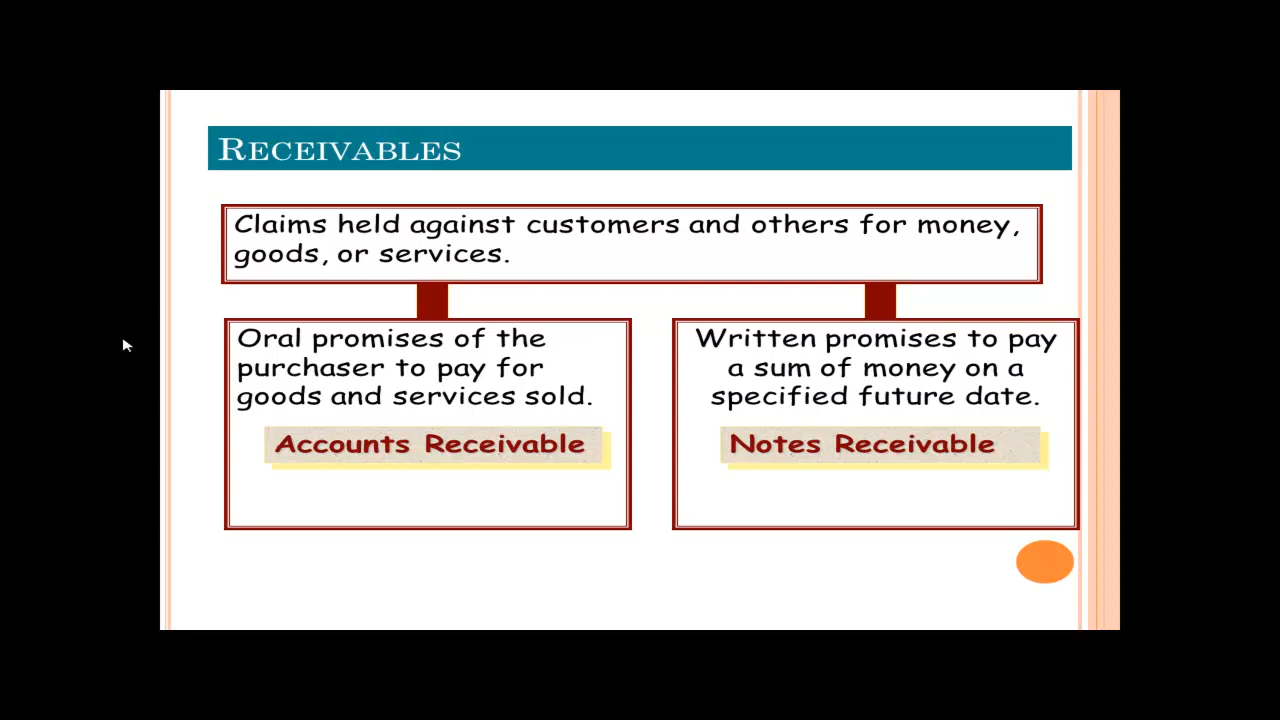 RECEIVABLES
Claims held against customers and others for money,
goods, or services.
Oral promises of the
purchaser to pay for
goods and services sold.
Accounts Receivable
Written promises to pay
a sum of money on a
specified future date.
Notes Receivable